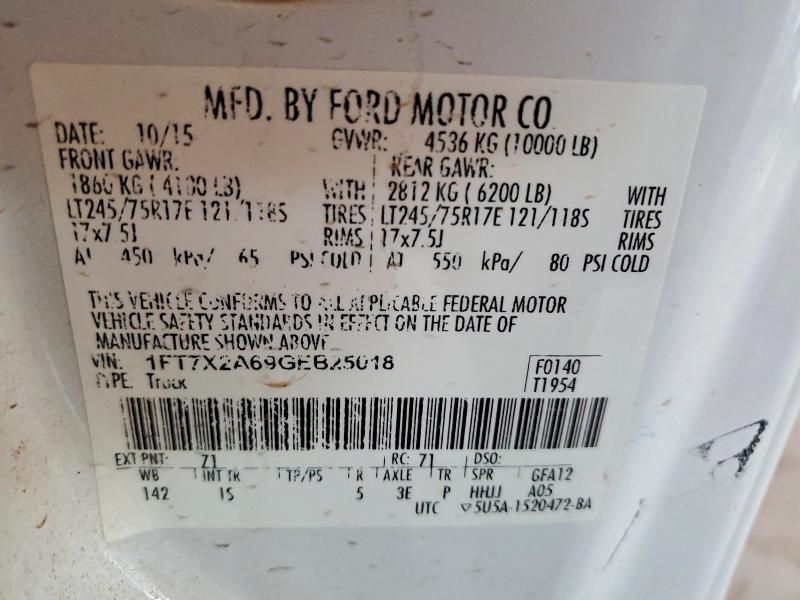 MFD. BY FORD MOTOR CO
DATE: 10/15 GVWR: 4536 KG (10000 LB)
FRONT GAWR: REAR GAWR:
1860 KG (4100 LB) WITH 2812 KG (6200 LB) WITH
LT245/75R17E 121/118S TIRES LT245/75R17E 121/118S TIRES
17x7.5J RIMS 17x7.5J RIMS
AT 450 kPa/ 65 PSI COLD AT 550 kPa/ 80 PSI COLD
THIS VEHICLE CONFORMS TO ALL APPLICABLE FEDERAL MOTOR
VEHICLE SAFETY STANDARDS IN EFFECT ON THE DATE OF
MANUFACTURE SHOWN ABOVE
VIN: 1FT7X2A69GEB25018 F0140
TYPE: Truck T1954
EXT PNT: Z1 RC: 71 DSO:
WB INT TR TP/PS R AXLE TR SPR GFA12
142 IS 5 3E P HHJJ A05
UTC 5U5A-1520472-BA